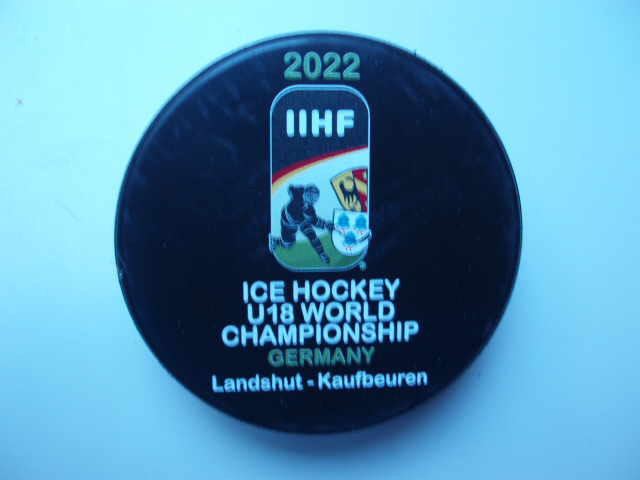 2022
IIHF
ICE HOCKEY
U18 WORLD
CHAMPIONSHIP
GERMANY
Landshut - Kaufbeuren